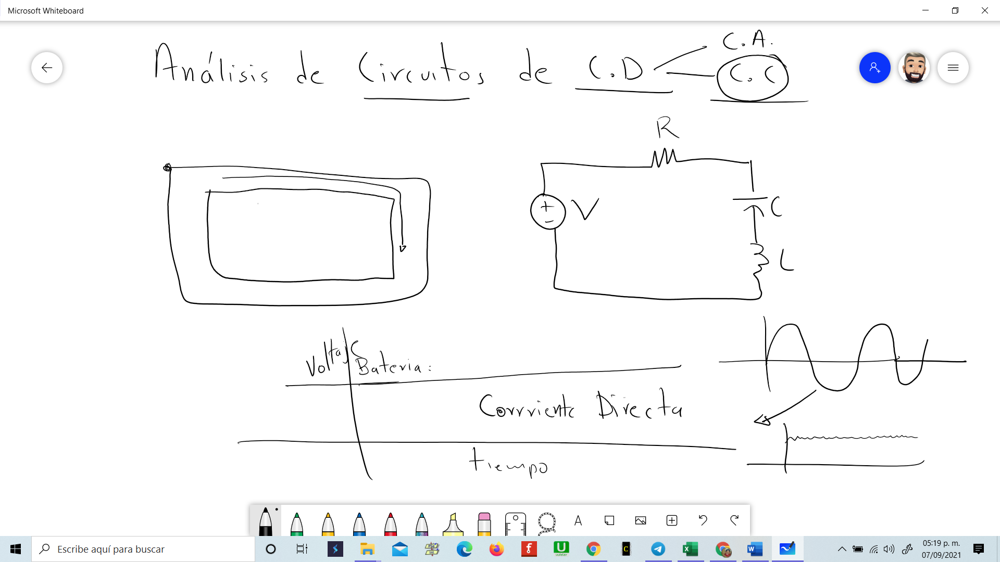 Microsoft Whiteboard
C.A.
Análisis de Circuitos de C.D
C.C
R
+
-
V
C
L
Voltaje
Bateria:
Corrriente Directa
tiempo
A
Escribe aquí para buscar
05:19 p. m.
07/09/2021